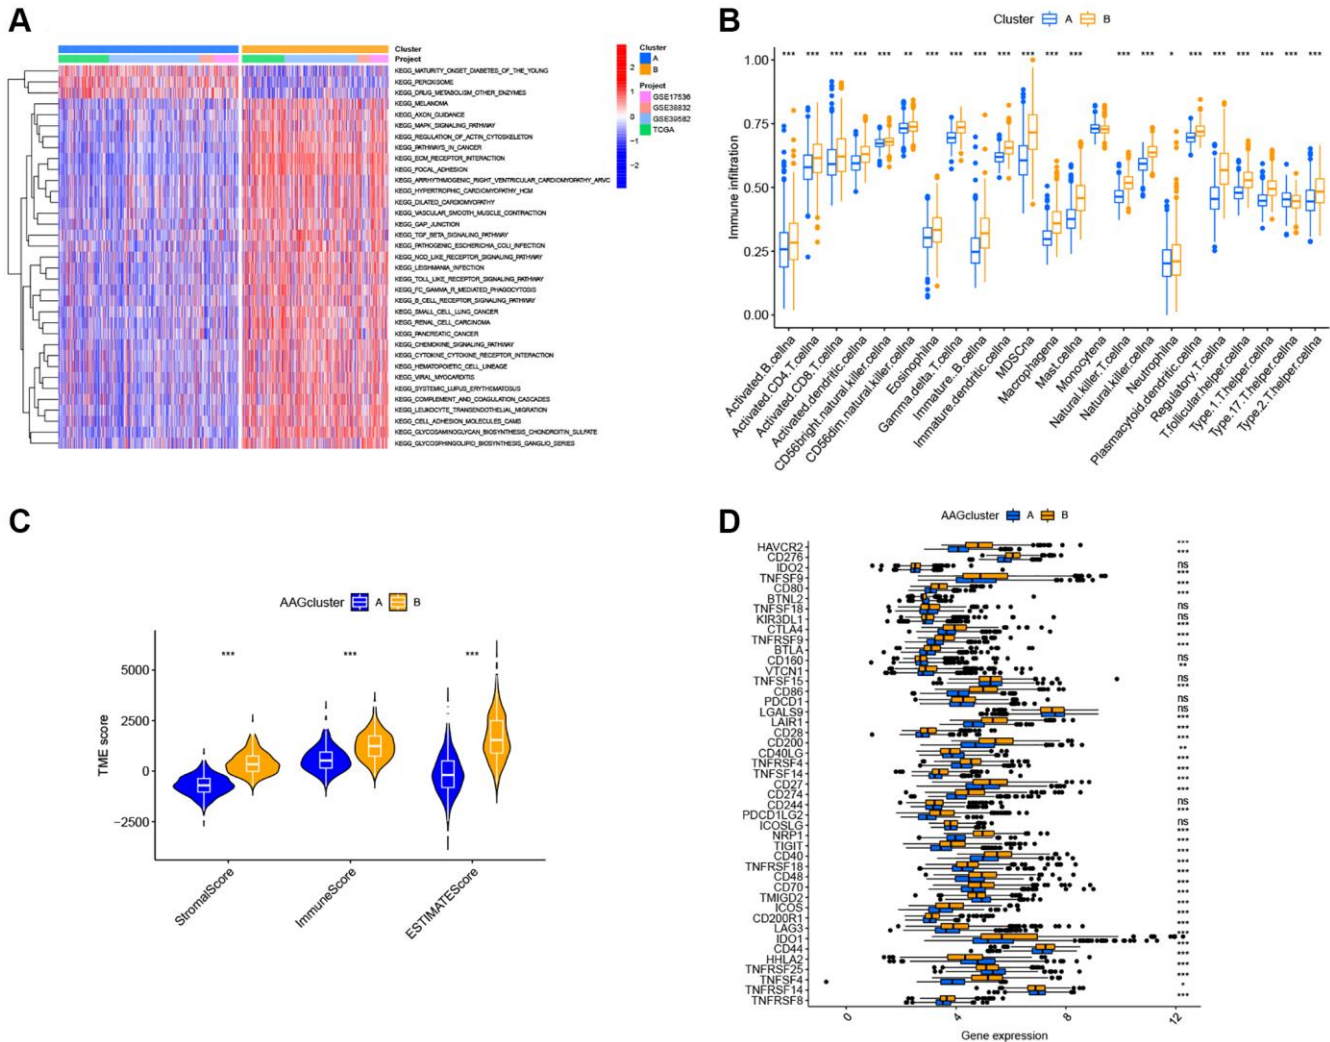 A
Cluster
Project
KEGG_MATURITY_ONSET_DIABETES_OF_THE_YOUNG
KEGG_PEROXISOME
KEGG_DRUG_METABOLISM_OTHER_ENZYMES
KEGG_MELANOMA
KEGG_AXON_GUIDANCE
KEGG_MAPK_SIGNALING_PATHWAY
KEGG_REGULATION_OF_ACTIN_CYTOSKELETON
KEGG_PATHWAYS_IN_CANCER
KEGG_ECM_RECEPTOR_INTERACTION
KEGG_FOCAL_ADHESION
KEGG_ARRHYTHMOGENIC_RIGHT_VENTRICULAR_CARDIOMYOPATHY_ARVC
KEGG_HYPERTROPHIC_CARDIOMYOPATHY_HCM
KEGG_DILATED_CARDIOMYOPATHY
KEGG_VASCULAR_SMOOTH_MUSCLE_CONTRACTION
KEGG_GAP_JUNCTION
KEGG_TGF_BETA_SIGNALING_PATHWAY
KEGG_PATHOGENIC_ESCHERICHIA_COLI_INFECTION
KEGG_NOD_LIKE_RECEPTOR_SIGNALING_PATHWAY
KEGG_LEISHMANIA_INFECTION
KEGG_TOLL_LIKE_RECEPTOR_SIGNALING_PATHWAY
KEGG_FC_GAMMA_R_MEDIATED_PHAGOCYTOSIS
KEGG_B_CELL_RECEPTOR_SIGNALING_PATHWAY
KEGG_SMALL_CELL_LUNG_CANCER
KEGG_RENAL_CELL_CARCINOMA
KEGG_PANCREATIC_CANCER
KEGG_CHEMOKINE_SIGNALING_PATHWAY
KEGG_CYTOKINE_CYTOKINE_RECEPTOR_INTERACTION
KEGG_HEMATOPOIETIC_CELL_LINEAGE
KEGG_VIRAL_MYOCARDITIS
KEGG_SYSTEMIC_LUPUS_ERYTHEMATOSUS
KEGG_COMPLEMENT_AND_COAGULATION_CASCADES
KEGG_LEUKOCYTE_TRANSENDOTHELIAL_MIGRATION
KEGG_CELL_ADHESION_MOLECULES_CAMS
KEGG_GLYCOSAMINOGLYCAN_BIOSYNTHESIS_CHONDROITIN_SULFATE
KEGG_GLYCOSPHINGOLIPID_BIOSYNTHESIS_GANGLIO_SERIES
2
1
0
−1
−2
Cluster
A
B
Project
GSE17536
GSE38832
GSE39582
TCGA
B
Cluster A B
*** *** *** *** *** ** *** *** *** *** *** *** *** *** *** * *** *** *** *** *** ***
Immune infiltration
1.00
0.75
0.50
0.25
0.00
Activated.B.cellna
Activated.CD4.T.cellna
Activated.CD8.T.cellna
Activated.dendritic.cellna
CD56bright.natural.killer.cellna
CD56dim.natural.killer.cellna
Eosinophilna
Gamma.delta.T.cellna
Immature..B.cellna
Immature.dendritic.cellna
MDSCna
Macrophagena
Mast.cellna
Monocytena
Natural.killer.T.cellna
Natural.killer.cellna
Neutrophilna
Plasmacytoid.dendritic.cellna
Regulatory.T.cellna
T.follicular.helper.cellna
Type.1.T.helper.cellna
Type.17.T.helper.cellna
Type.2.T.helper.cellna
C
AAGcluster A B
*** *** ***
TME score
5000
2500
0
−2500
StromalScore
ImmuneScore
ESTIMATEScore
D
AAGcluster A B
HAVCR2 ***
CD276 ***
IDO2 ns
TNFSF9 ***
CD80 ***
BTNL2 ***
TNFSF18 ns
KIR3DL1 ns
CTLA4 ***
TNFRSF9 ***
BTLA ***
CD160 ns
VTCN1 **
TNFSF15 ns
CD86 ***
PDCD1 ns
LGALS9 ns
LAIR1 ***
CD28 ***
CD200 ***
CD40LG **
TNFRSF4 ***
TNFSF14 ***
CD27 ***
CD274 ***
CD244 ns
PDCD1LG2 ***
ICOSLG ns
NRP1 ***
TIGIT ***
CD40 ***
TNFRSF18 ***
CD48 ***
CD70 ***
TMIGD2 ***
ICOS ***
CD200R1 ***
LAG3 ***
IDO1 ***
CD44 ***
HHLA2 ***
TNFRSF25 ***
TNFSF4 ***
TNFRSF14 *
TNFRSF8 ***
0 4 8 12
Gene expression